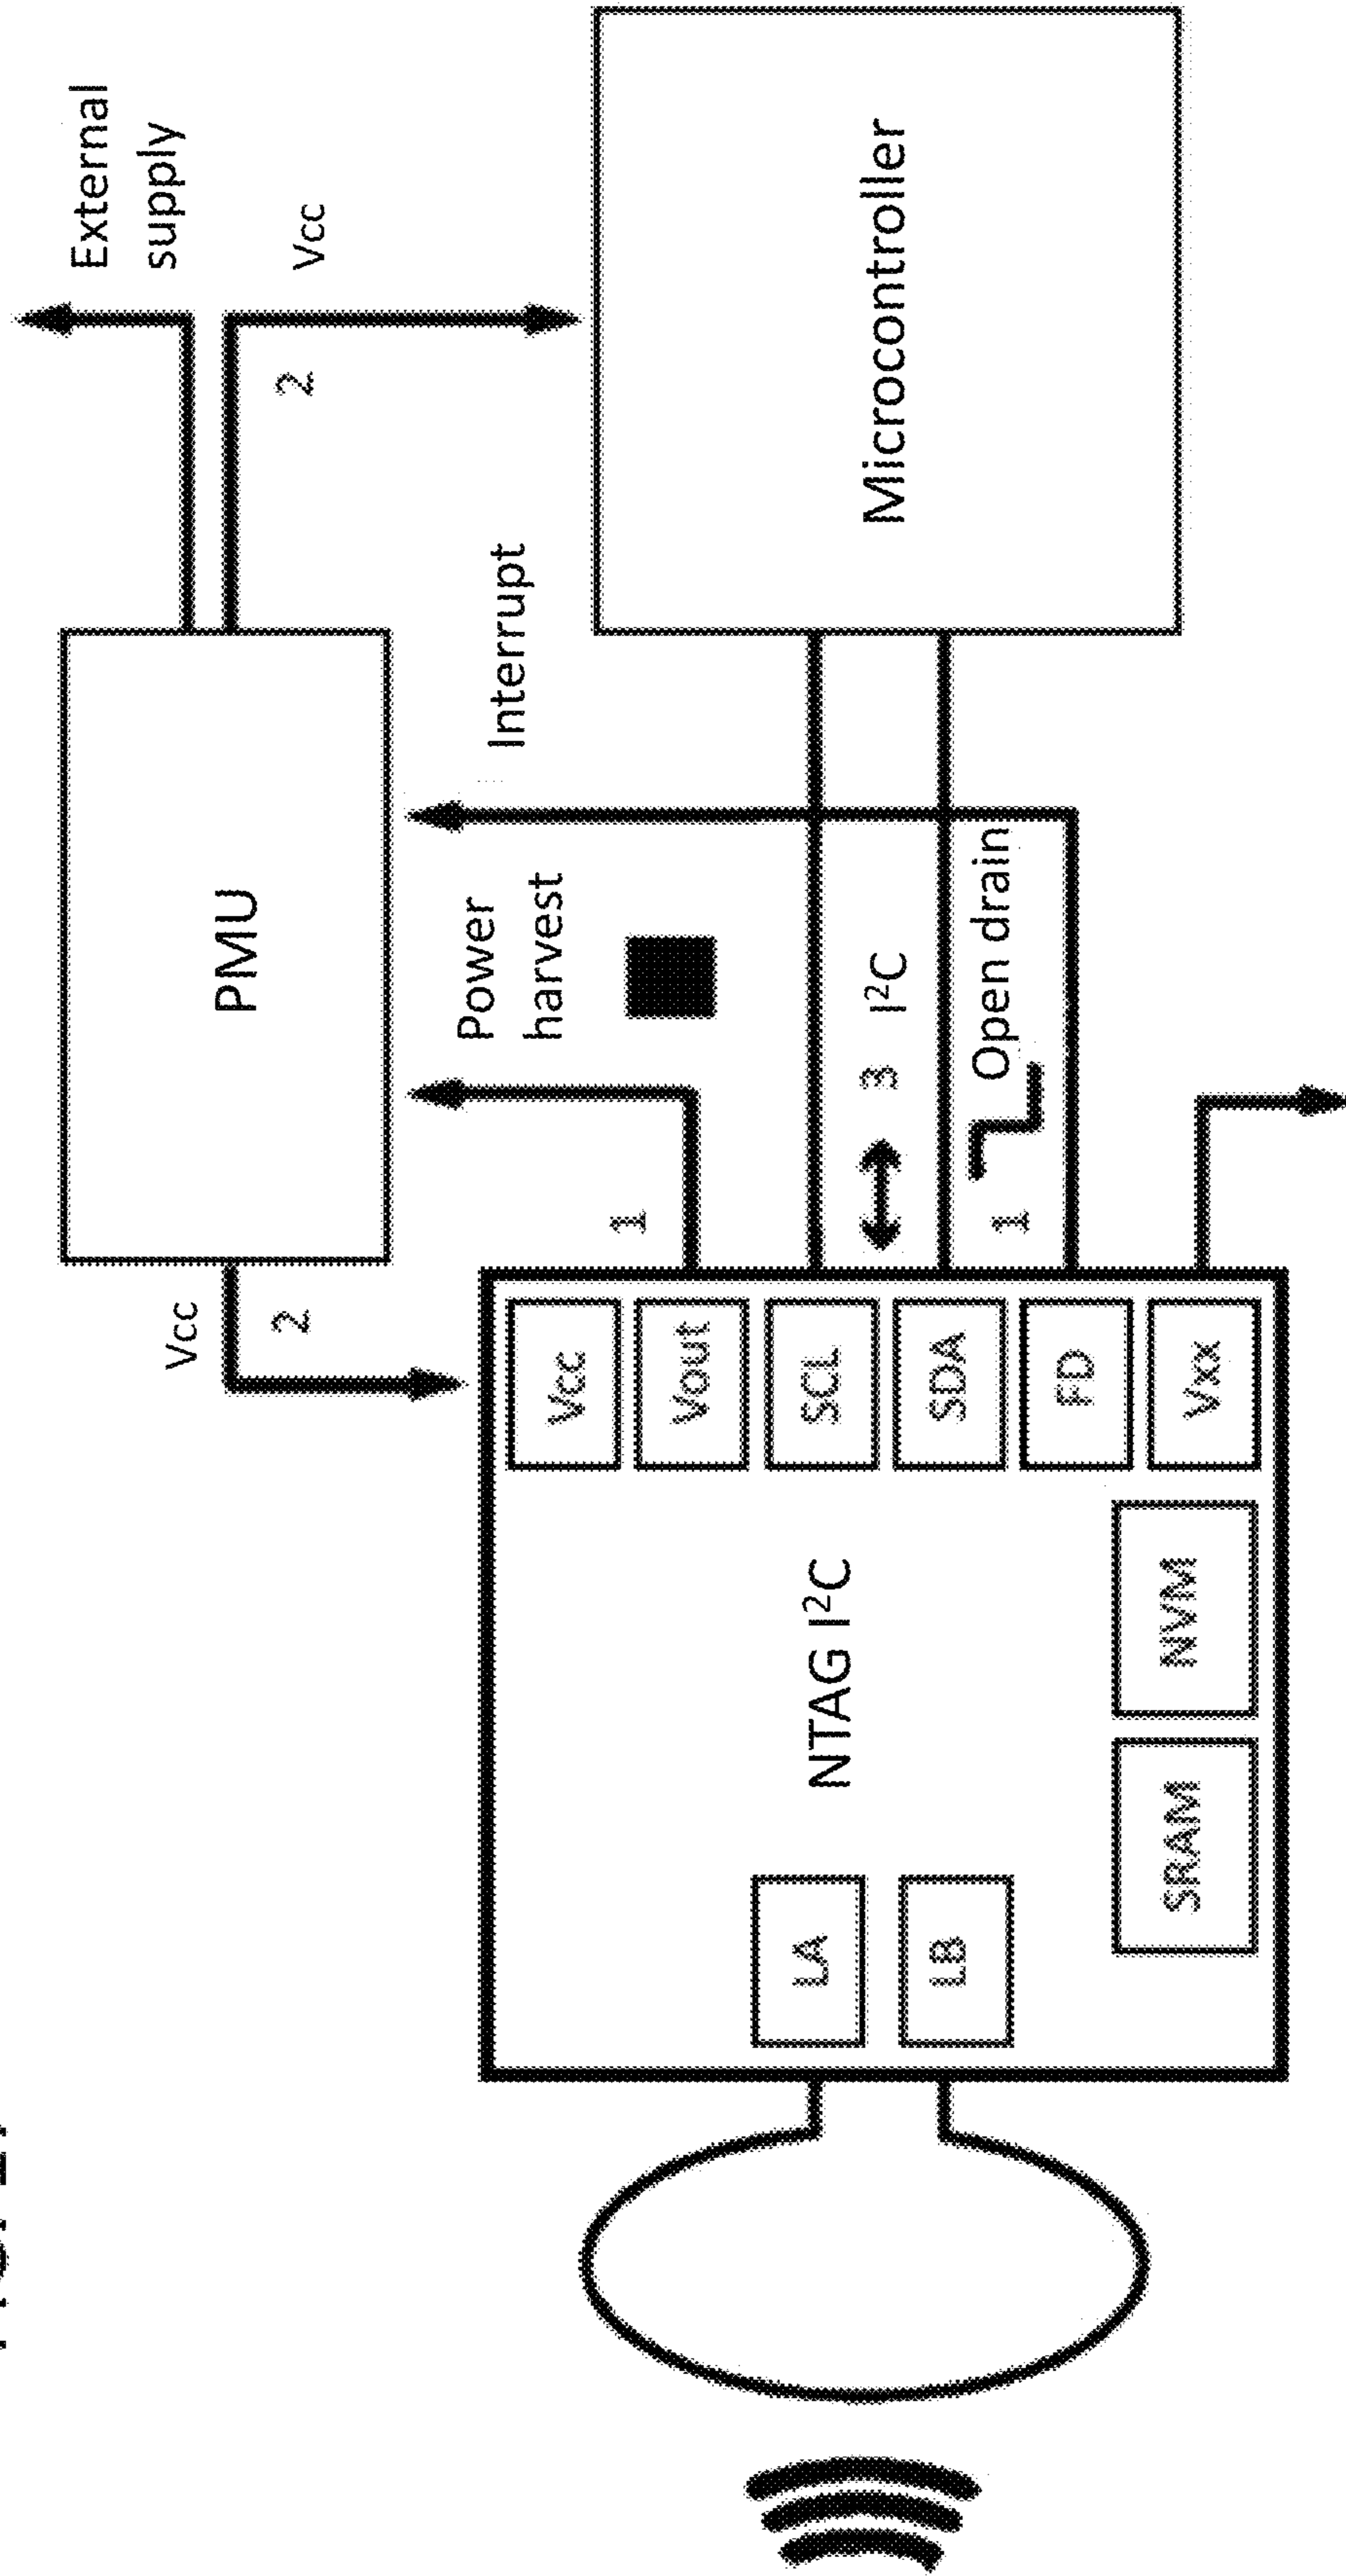 External
supply
Vcc
2
PMU
Vcc
2
Interrupt
Power
harvest
1
Microcontroller
3 I²C
Open drain
1
NTAG I²C
Vcc
Vout
SCL
SDA
FD
Vxx
LA
LB
SRAM
NVM